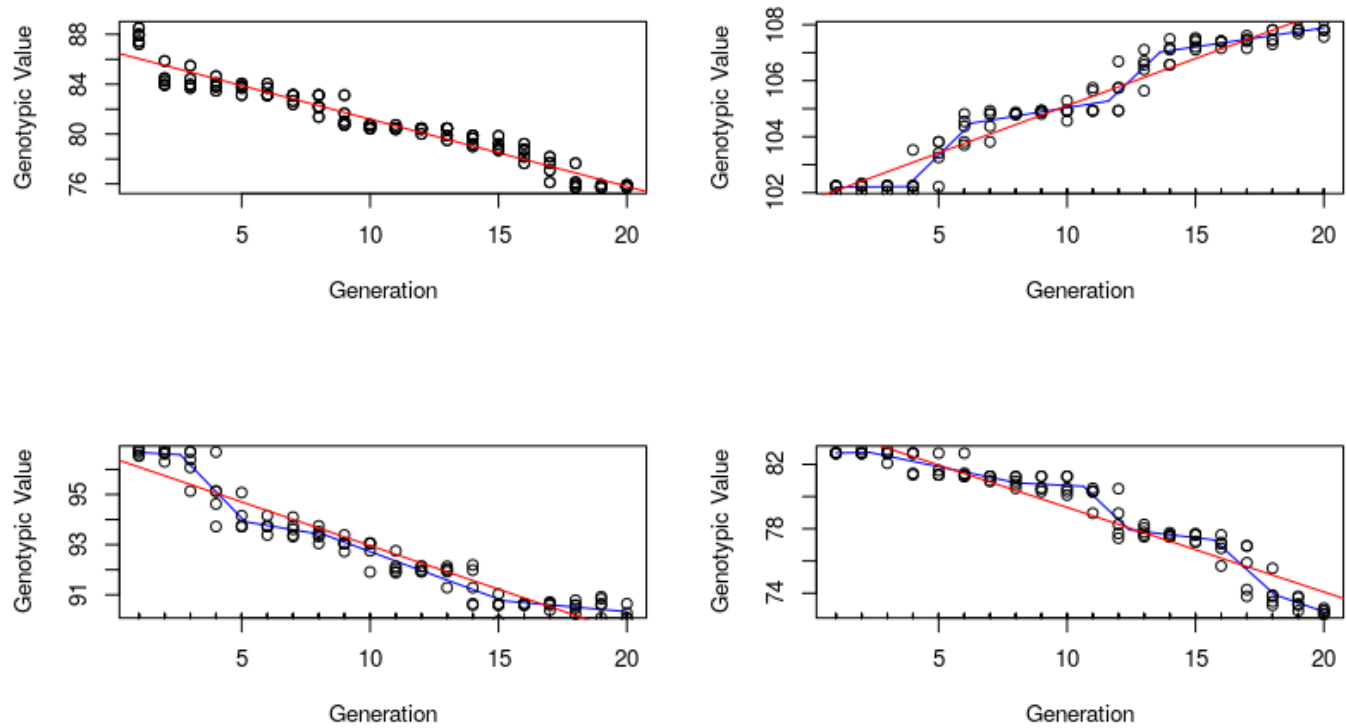 Genotypic Value
88
84
80
76
5 10 15 20
Generation
Genotypic Value
108
106
104
102
5 10 15 20
Generation
Genotypic Value
95
93
91
5 10 15 20
Generation
Genotypic Value
82
78
74
5 10 15 20
Generation